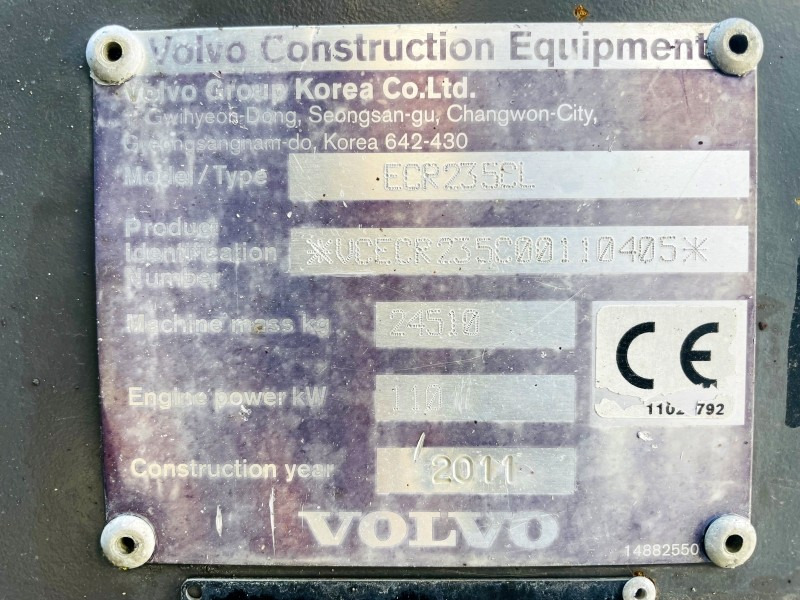 Volvo Construction Equipment
Volvo Group Korea Co.Ltd.
Gwihyeon-Dong, Seongsan-gu, Changwon-City,
Gyeongsangnam-do, Korea 642-430
Model/Type ECR235CL
Product
Identification
Number
*VCECR235C00110405*
Machine mass kg 24510
Engine power kW 110
CE
Construction year 2011
VOLVO
14882550